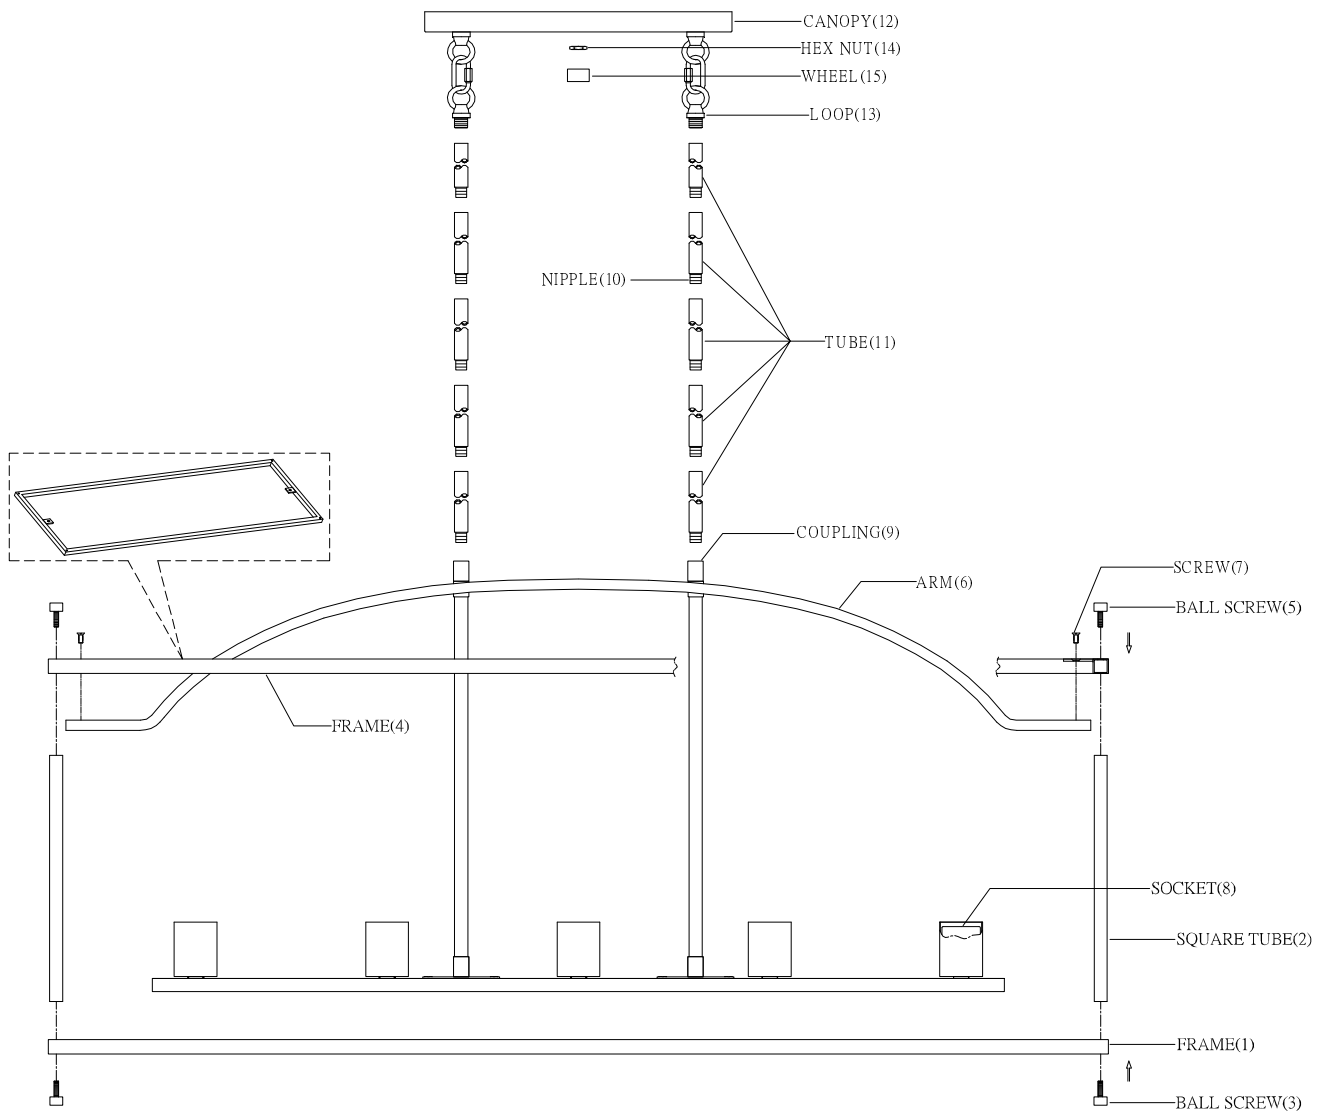 CANOPY(12)
HEX NUT(14)
WHEEL(15)
LOOP(13)
NIPPLE(10)
TUBE(11)
COUPLING(9)
SCREW(7)
ARM(6)
BALL SCREW(5)
FRAME(4)
SOCKET(8)
SQUARE TUBE(2)
FRAME(1)
BALL SCREW(3)